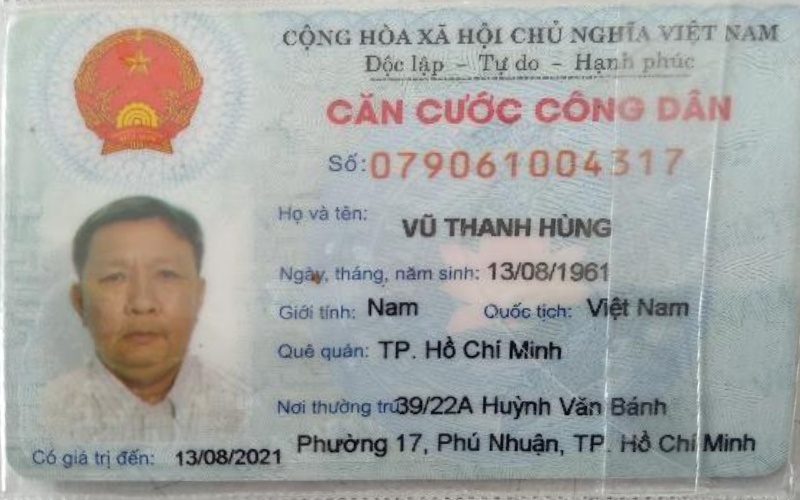 CỘNG HÒA XÃ HỘI CHỦ NGHĨA VIỆT NAM
Độc lập - Tự do - Hạnh phúc
CĂN CƯỚC CÔNG DÂN
Số: 079061004317
Họ và tên: VŨ THANH HÙNG
Ngày, tháng, năm sinh: 13/08/1961
Giới tính: Nam Quốc tịch: Việt Nam
Quê quán: TP. Hồ Chí Minh
Nơi thường trú 39/22A Huỳnh Văn Bánh
Phường 17, Phú Nhuận, TP. Hồ Chí Minh
Có giá trị đến: 13/08/2021